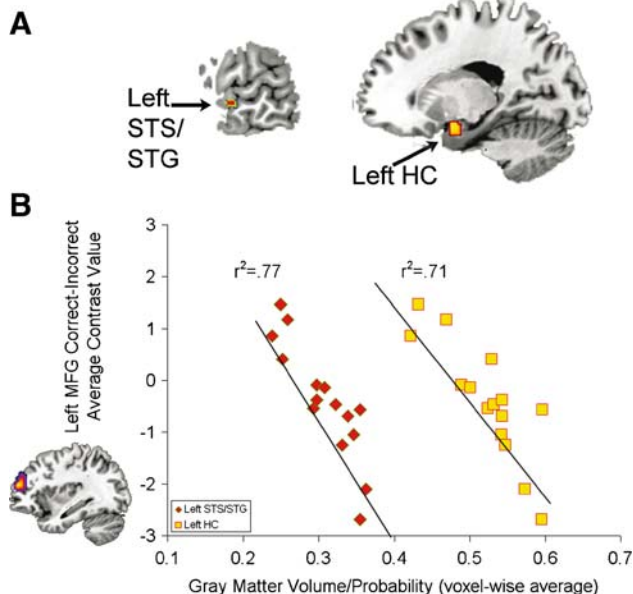 A
Left
STS/
STG
Left HC
B
Left MFG Correct-Incorrect
Average Contrast Value
3
2
1
0
-1
-2
-3
r²=.77
r²=.71
Left STS/STG
Left HC
0.1 0.2 0.3 0.4 0.5 0.6 0.7
Gray Matter Volume/Probability (voxel-wise average)